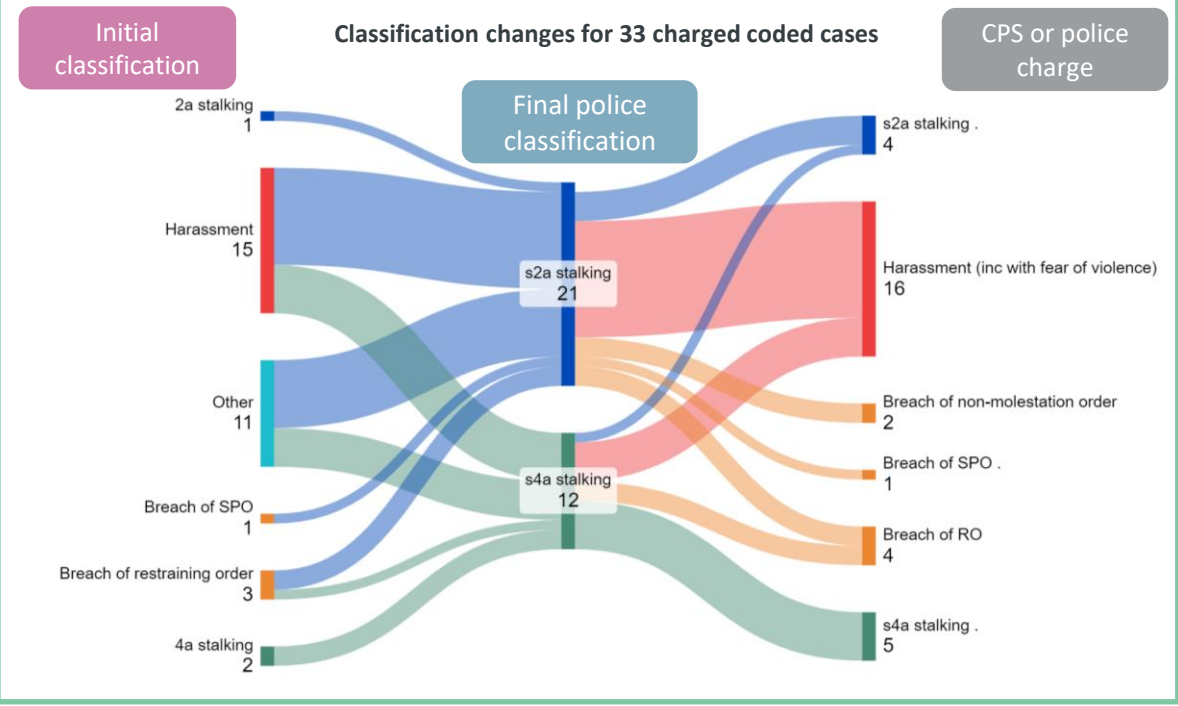 Initial
classification
Classification changes for 33 charged coded cases
CPS or police
charge
Final police
classification
2a stalking
1
Harassment
15
Other
11
Breach of SPO
1
Breach of restraining order
3
4a stalking
2
s2a stalking
21
s4a stalking
12
s2a stalking .
4
Harassment (inc with fear of violence)
16
Breach of non-molestation order
2
Breach of SPO .
1
Breach of RO
4
s4a stalking .
5